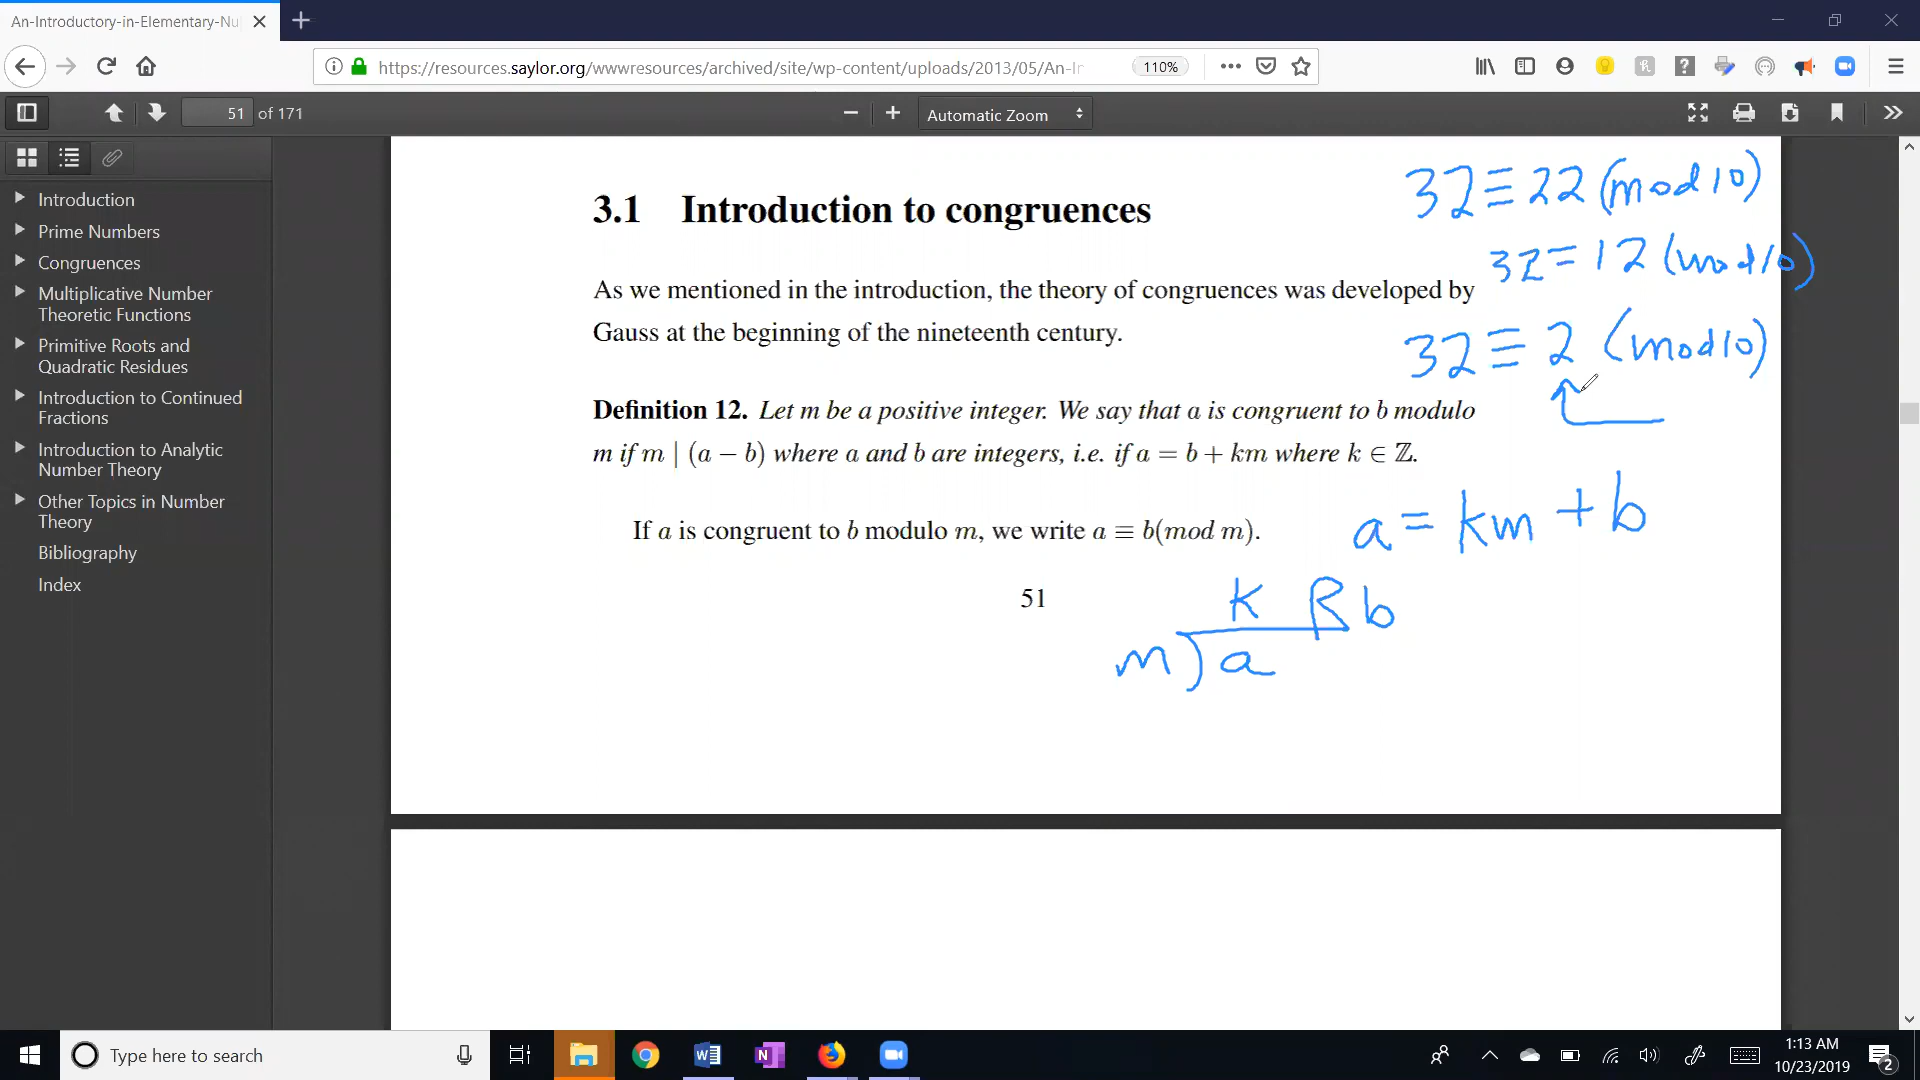 An-Introductory-in-Elementary-Nu
https://resources.saylor.org/wwwresources/archived/site/wp-content/uploads/2013/05/An-Ir
110%
51 of 171
Automatic Zoom
Introduction
Prime Numbers
Congruences
Multiplicative Number
Theoretic Functions
Primitive Roots and
Quadratic Residues
Introduction to Continued
Fractions
Introduction to Analytic
Number Theory
Other Topics in Number
Theory
Bibliography
Index
3.1 Introduction to congruences
As we mentioned in the introduction, the theory of congruences was developed by
Gauss at the beginning of the nineteenth century.
Definition 12. Let m be a positive integer. We say that a is congruent to b modulo
m if m | (a − b) where a and b are integers, i.e. if a = b + km where k ∈ ℤ.
If a is congruent to b modulo m, we write a ≡ b(mod m).
51
32 ≡ 22 (mod 10)
32 ≡ 12 (mod 10)
32 ≡ 2 (mod 10)
a = km + b
k R b
m) a
Type here to search
1:13 AM
10/23/2019
2